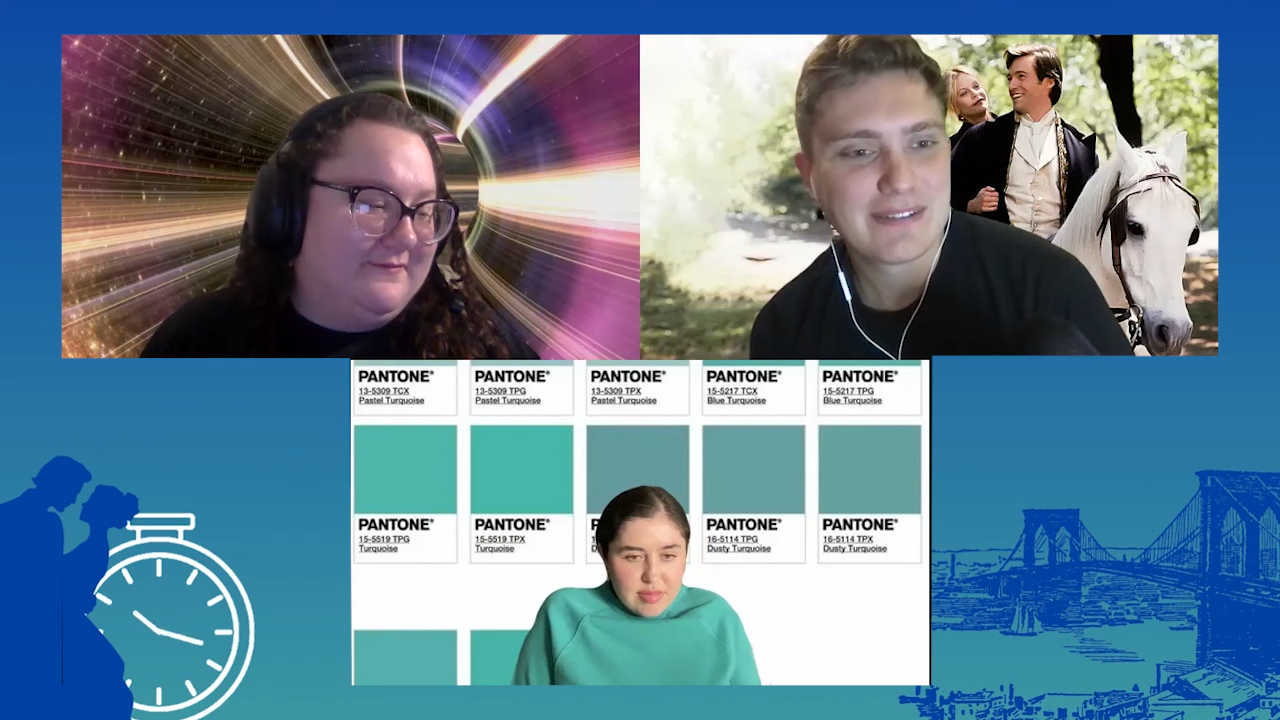 PANTONE®
13-5309 TCX
Pastel Turquoise
PANTONE®
13-5309 TPG
Pastel Turquoise
PANTONE®
13-5309 TPX
Pastel Turquoise
PANTONE®
15-5217 TCX
Blue Turquoise
PANTONE®
15-5217 TPG
Blue Turquoise
PANTONE®
15-5519 TPG
Turquoise
PANTONE®
15-5519 TPX
Turquoise
PANTONE®
16-5114 TPG
Dusty Turquoise
PANTONE®
16-5114 TPX
Dusty Turquoise